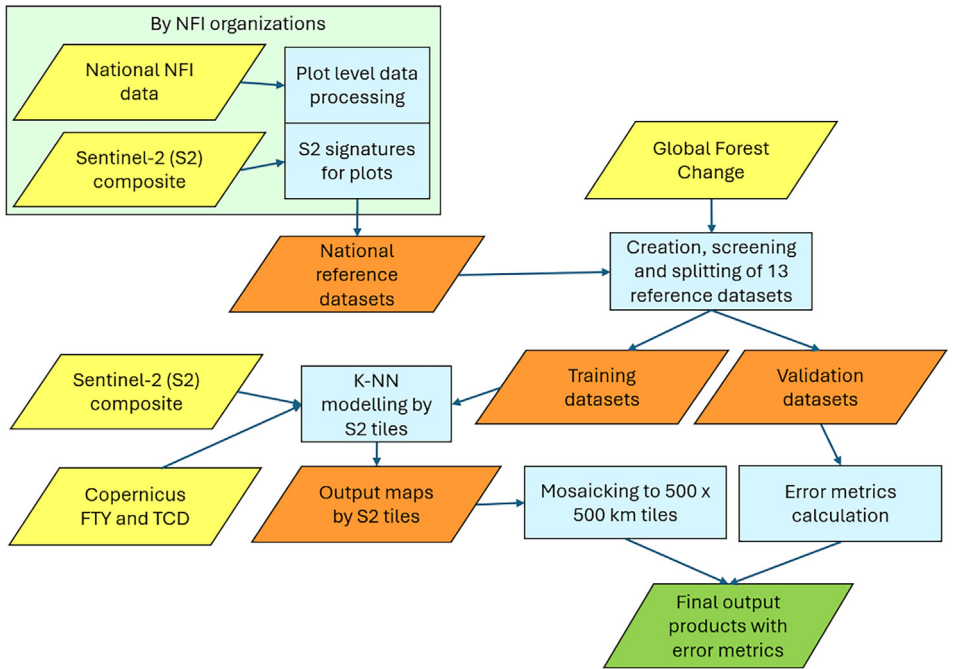 By NFI organizations
National NFI
data
Plot level data
processing
Sentinel-2 (S2)
composite
S2 signatures
for plots
Global Forest
Change
National
reference
datasets
Creation, screening
and splitting of 13
reference datasets
Sentinel-2 (S2)
composite
K-NN
modelling by
S2 tiles
Training
datasets
Validation
datasets
Copernicus
FTY and TCD
Output maps
by S2 tiles
Mosaicking to 500 x
500 km tiles
Error metrics
calculation
Final output
products with
error metrics